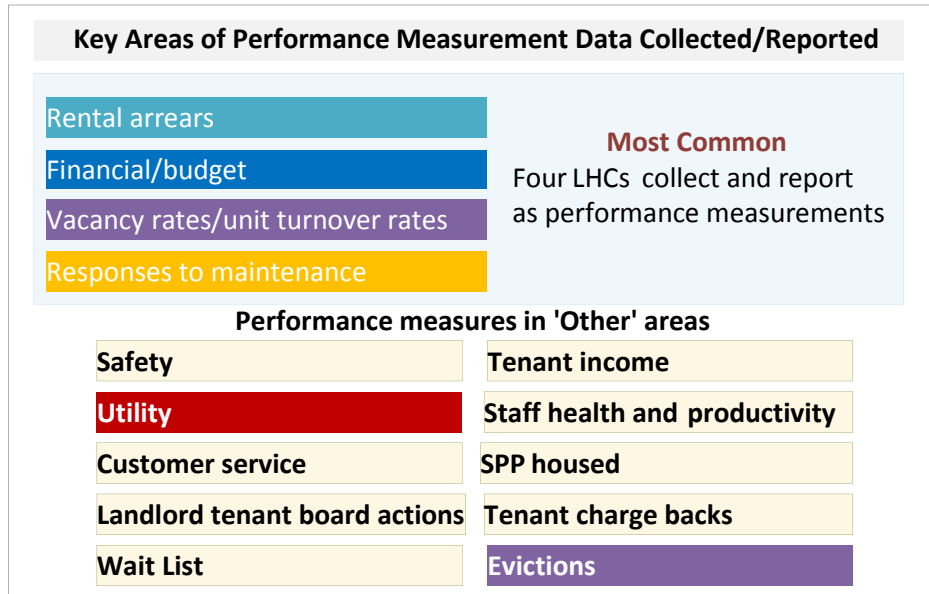 Key Areas of Performance Measurement Data Collected/Reported
Rental arrears
Financial/budget
Vacancy rates/unit turnover rates
Responses to maintenance
Most Common
Four LHCs collect and report
as performance measurements
Performance measures in 'Other' areas
Safety
Tenant income
Utility
Staff health and productivity
Customer service
SPP housed
Landlord tenant board actions
Tenant charge backs
Wait List
Evictions